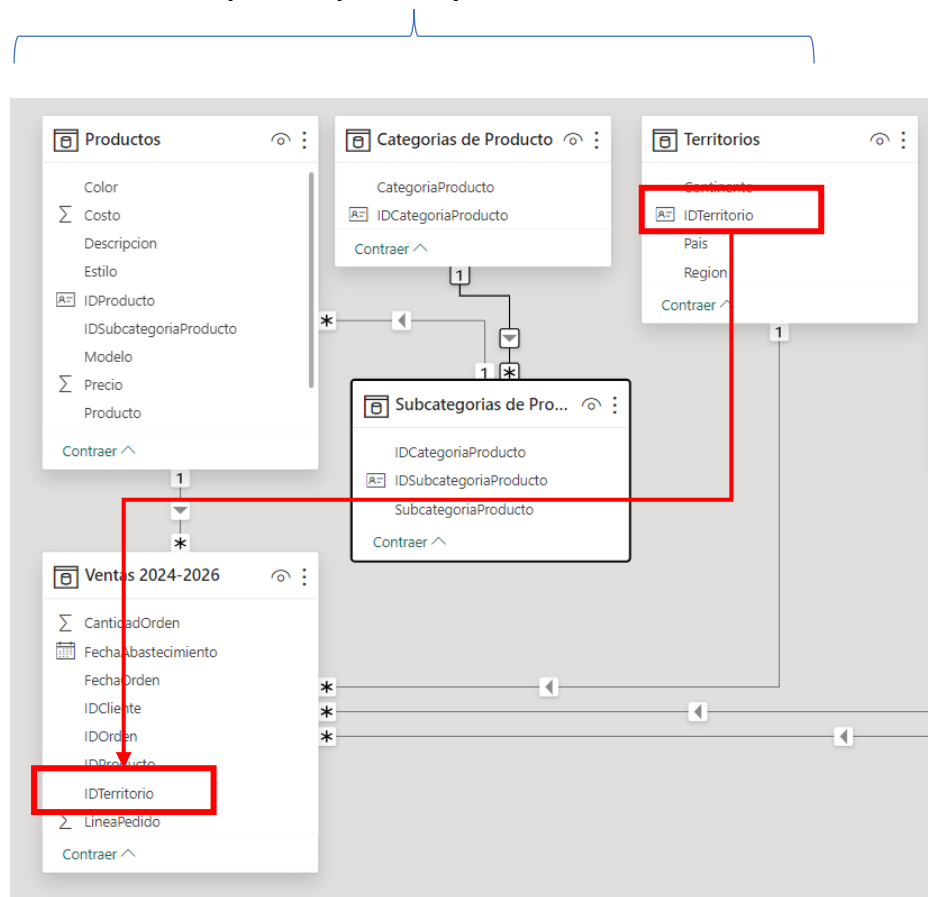 Productos
Color
Costo
Descripcion
Estilo
IDProducto
IDSubcategoriaProducto
Modelo
Precio
Producto
Contraer
Categorias de Producto
CategoriaProducto
IDCategoriaProducto
Contraer
Territorios
Continente
IDTerritorio
Pais
Region
Contraer
1
1
*
1
*
Subcategorias de Pro...
IDCategoriaProducto
IDSubcategoriaProducto
SubcategoriaProducto
Contraer
1
*
Ventas 2024-2026
CantidadOrden
FechaAbastecimiento
FechaOrden
IDCliente
IDOrden
IDProducto
IDTerritorio
LineaPedido
Contraer
*
*
*